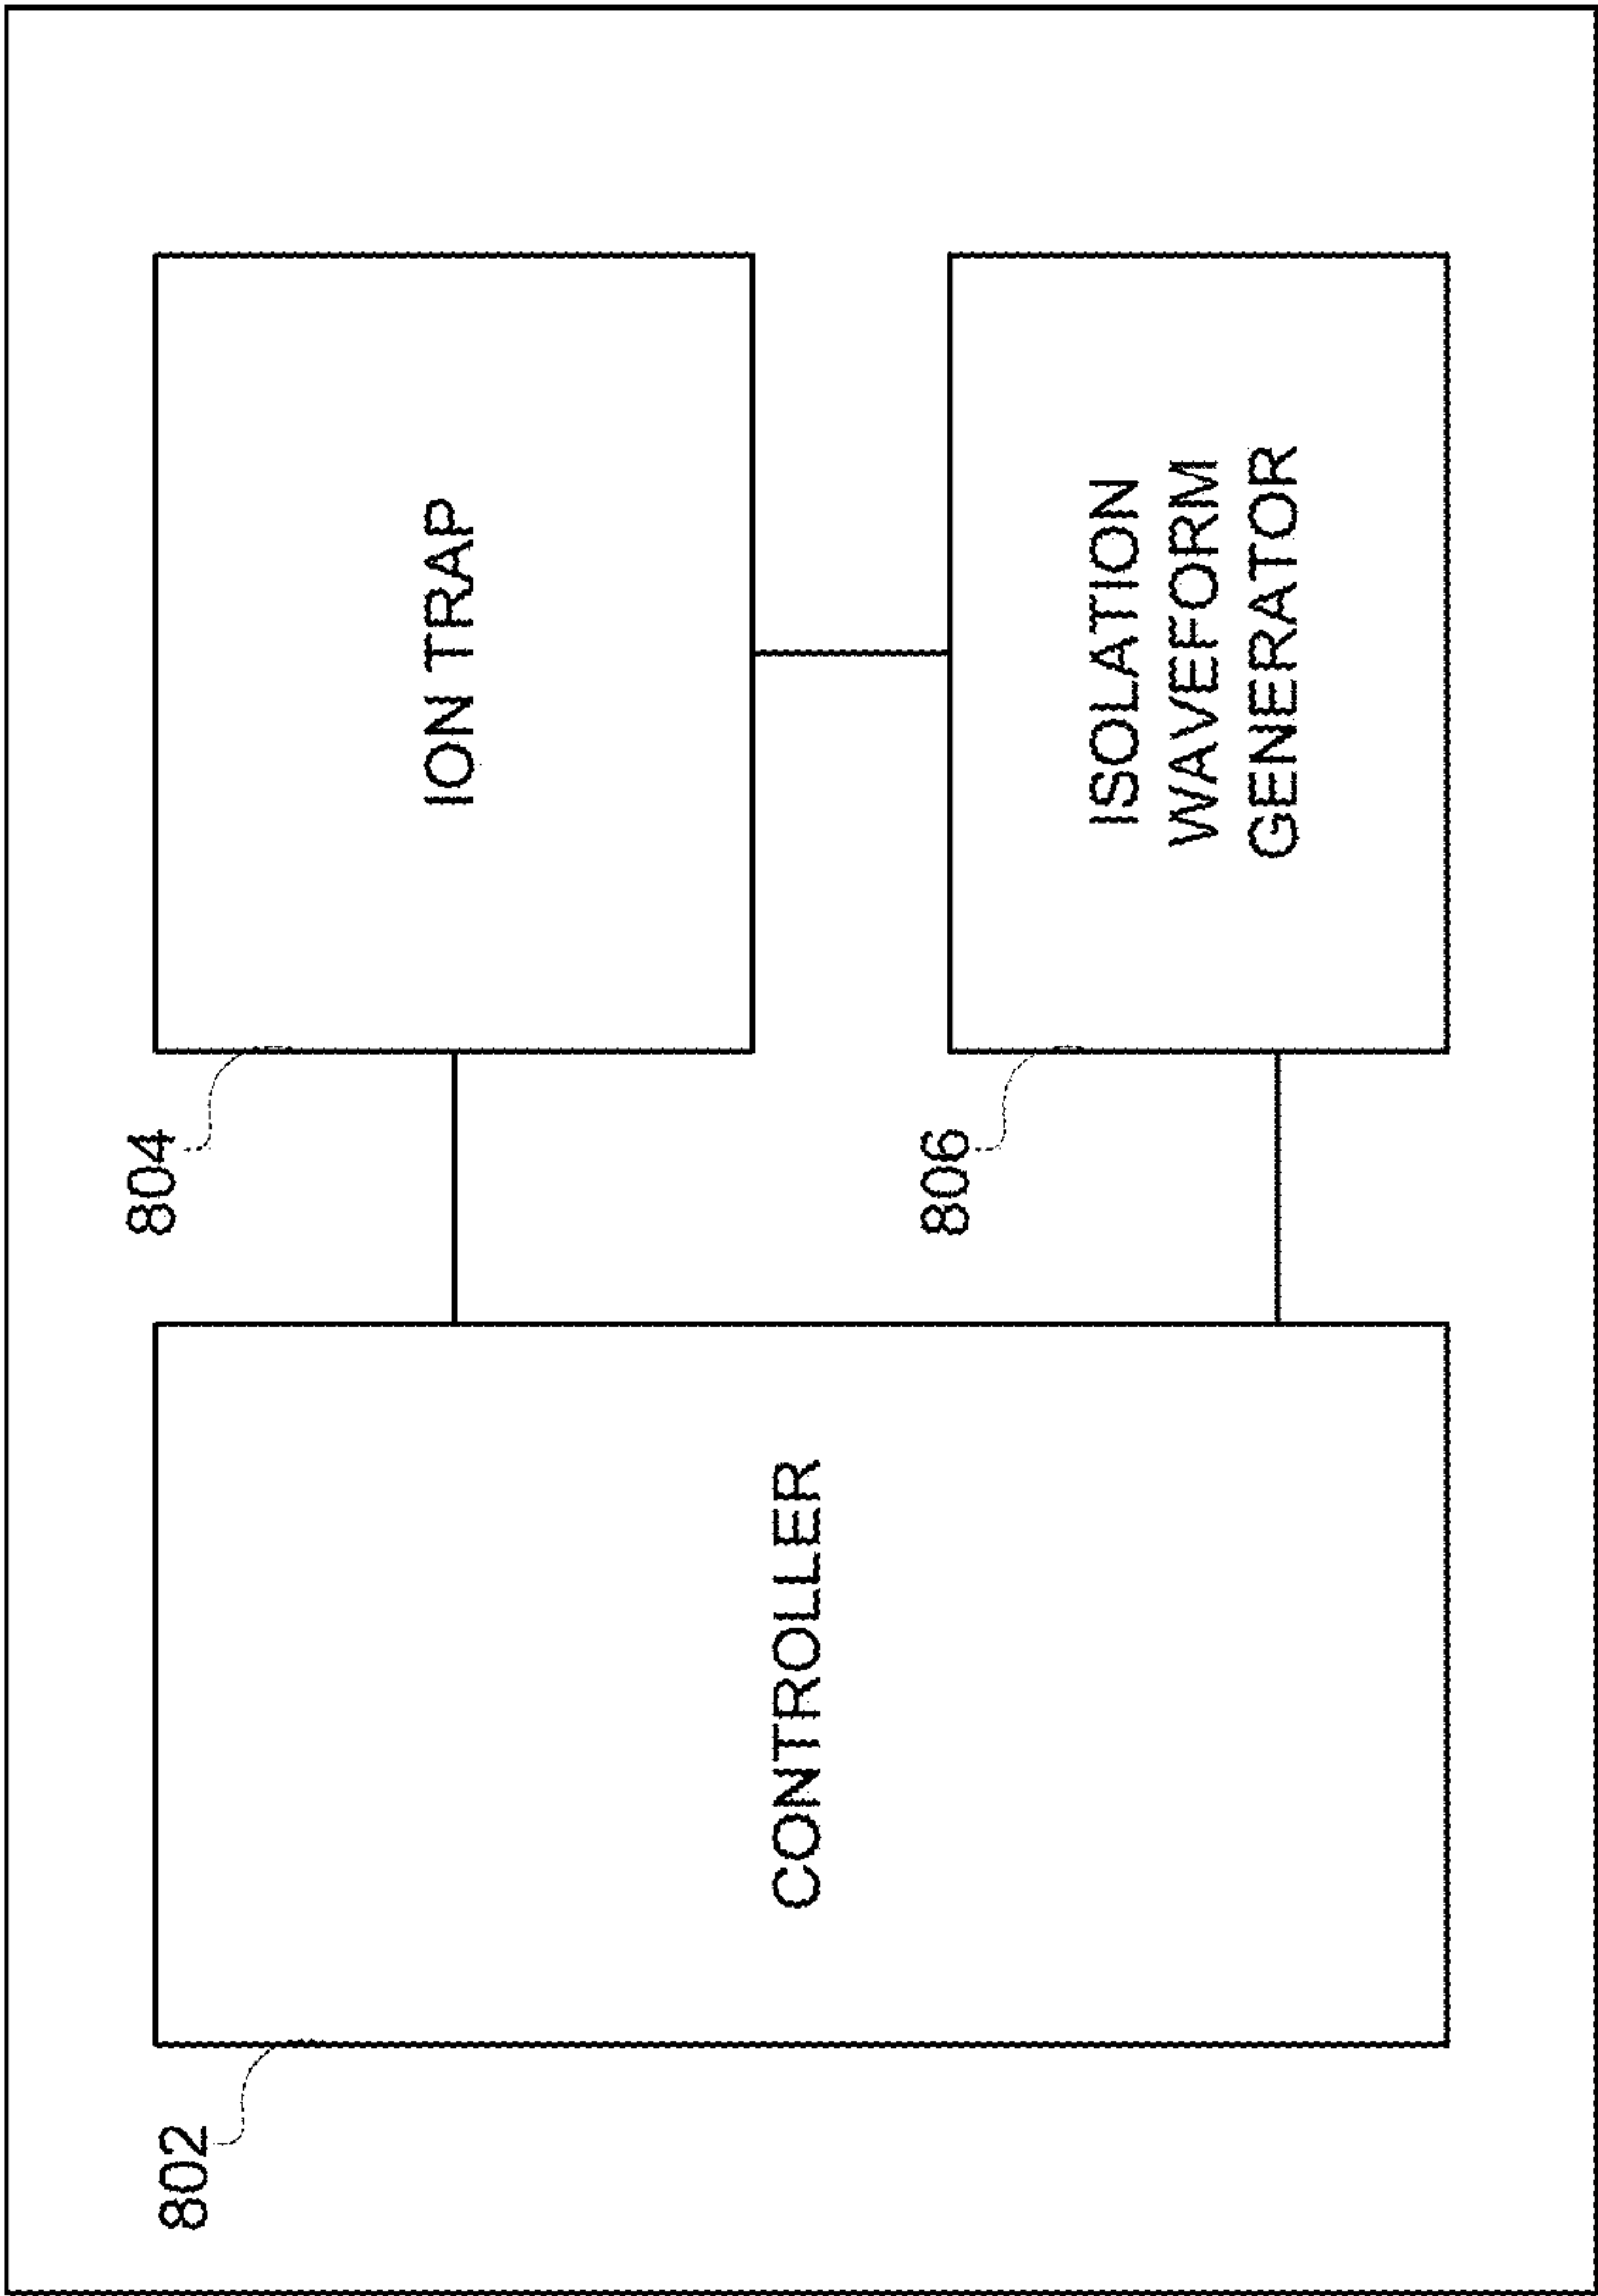 804
ION TRAP
802
CONTROLLER
806
ISOLATION
WAVEFORM
GENERATOR